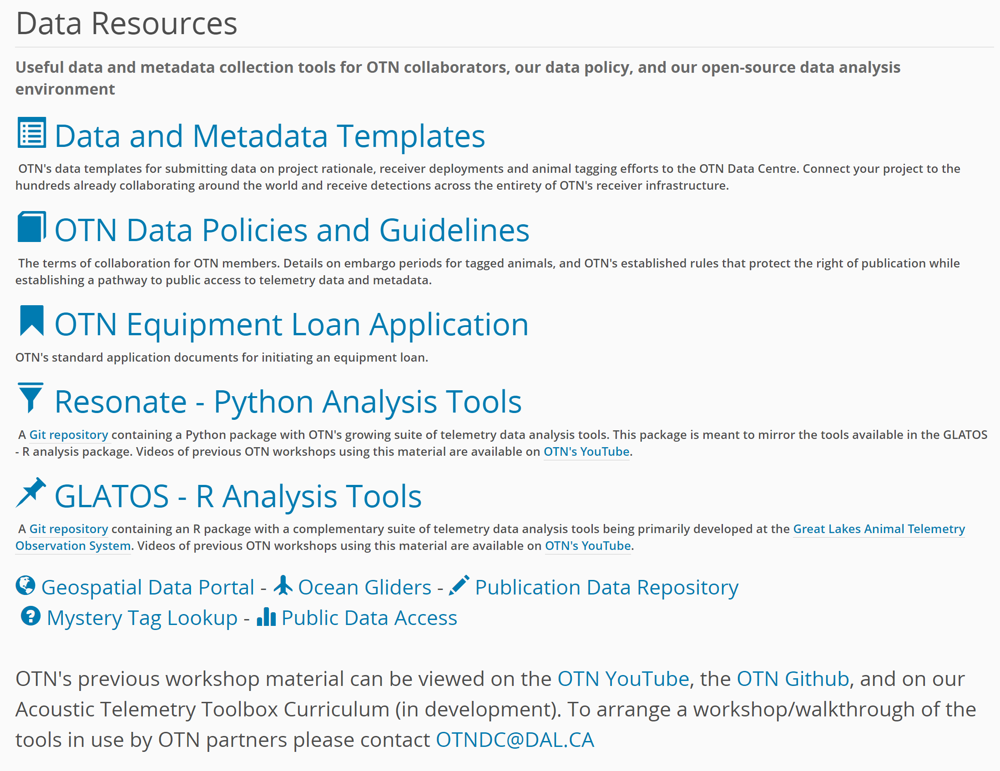 Data Resources
Useful data and metadata collection tools for OTN collaborators, our data policy, and our open-source data analysis
environment
Data and Metadata Templates
OTN's data templates for submitting data on project rationale, receiver deployments and animal tagging efforts to the OTN Data Centre. Connect your project to the
hundreds already collaborating around the world and receive detections across the entirety of OTN's receiver infrastructure.
OTN Data Policies and Guidelines
The terms of collaboration for OTN members. Details on embargo periods for tagged animals, and OTN's established rules that protect the right of publication while
establishing a pathway to public access to telemetry data and metadata.
OTN Equipment Loan Application
OTN's standard application documents for initiating an equipment loan.
Resonate - Python Analysis Tools
A Git repository containing a Python package with OTN's growing suite of telemetry data analysis tools. This package is meant to mirror the tools available in the GLATOS
- R analysis package. Videos of previous OTN workshops using this material are available on OTN's YouTube.
GLATOS - R Analysis Tools
A Git repository containing an R package with a complementary suite of telemetry data analysis tools being primarily developed at the Great Lakes Animal Telemetry
Observation System. Videos of previous OTN workshops using this material are available on OTN's YouTube.
Geospatial Data Portal - Ocean Gliders - Publication Data Repository
Mystery Tag Lookup - Public Data Access
OTN's previous workshop material can be viewed on the OTN YouTube, the OTN Github, and on our
Acoustic Telemetry Toolbox Curriculum (in development). To arrange a workshop/walkthrough of the
tools in use by OTN partners please contact OTNDC@DAL.CA